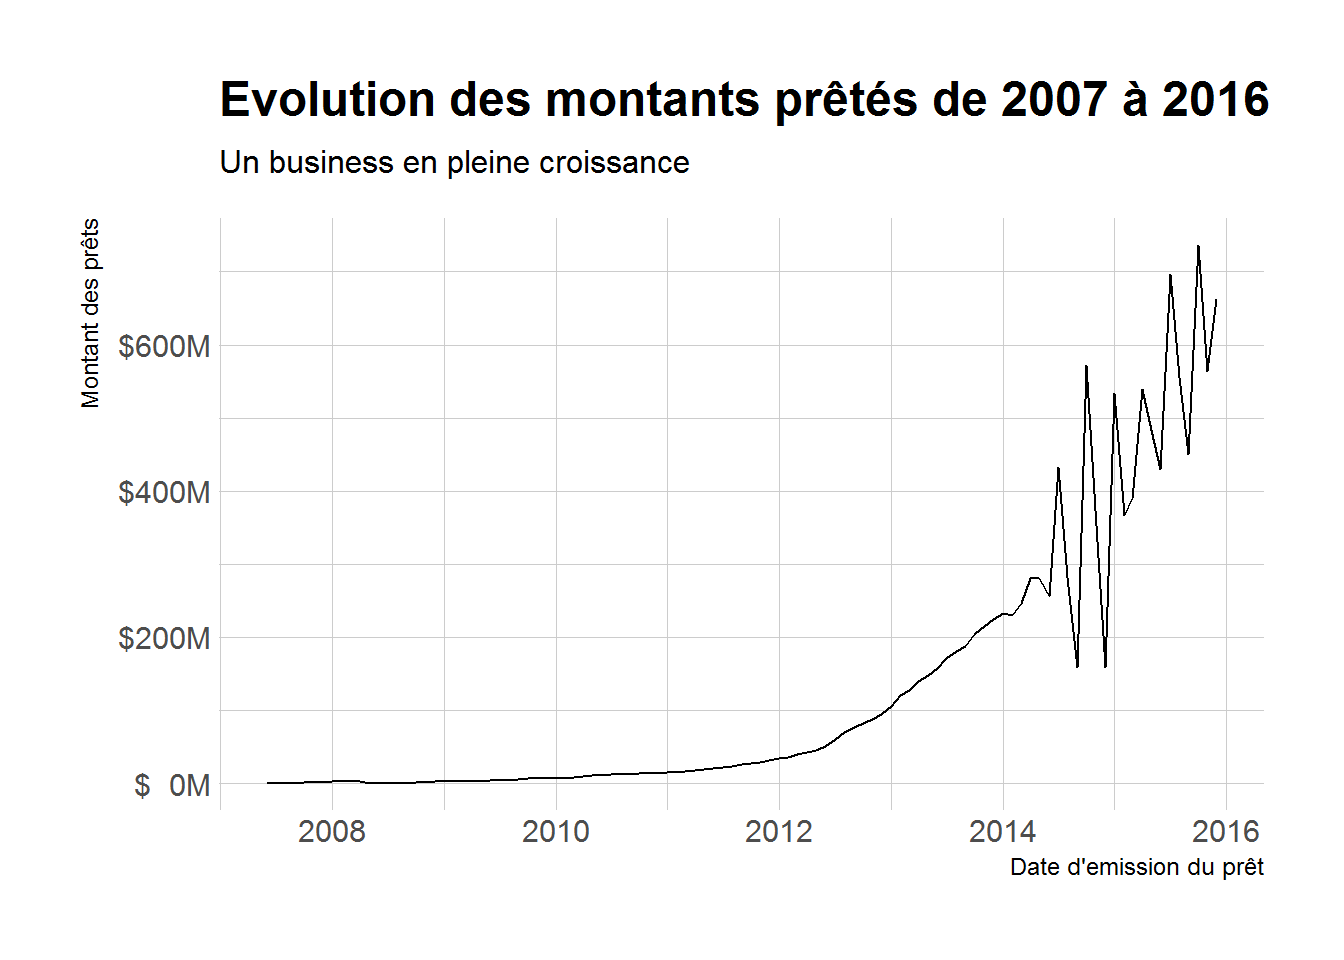 Evolution des montants prêtés de 2007 à 2016
Un business en pleine croissance
Montant des prêts
$600M
$400M
$200M
$  0M
2008 2010 2012 2014 2016
Date d'emission du prêt